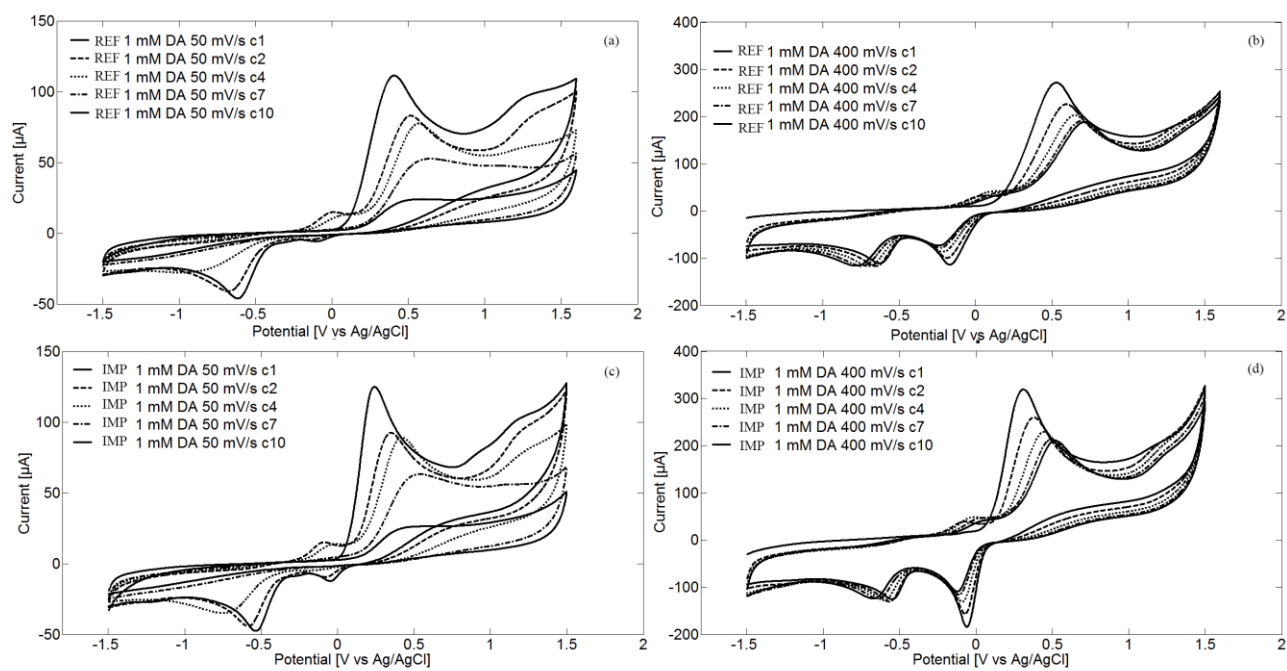 150
100
50
0
-50
Current [µA]
REF 1 mM DA 50 mV/s c1
REF 1 mM DA 50 mV/s c2
REF 1 mM DA 50 mV/s c4
REF 1 mM DA 50 mV/s c7
REF 1 mM DA 50 mV/s c10
(a)
-1.5 -1 -0.5 0 0.5 1 1.5 2
Potential [V vs Ag/AgCl]
400
300
200
100
0
-100
-200
Current [µA]
REF 1 mM DA 400 mV/s c1
REF 1 mM DA 400 mV/s c2
REF 1 mM DA 400 mV/s c4
REF 1 mM DA 400 mV/s c7
REF 1 mM DA 400 mV/s c10
(b)
-1.5 -1 -0.5 0 0.5 1 1.5 2
Potential [V vs Ag/AgCl]
150
100
50
0
-50
Current [µA]
IMP 1 mM DA 50 mV/s c1
IMP 1 mM DA 50 mV/s c2
IMP 1 mM DA 50 mV/s c4
IMP 1 mM DA 50 mV/s c7
IMP 1 mM DA 50 mV/s c10
(c)
-1.5 -1 -0.5 0 0.5 1 1.5 2
Potential [V vs Ag/AgCl]
400
300
200
100
0
-100
-200
Current [µA]
IMP 1 mM DA 400 mV/s c1
IMP 1 mM DA 400 mV/s c2
IMP 1 mM DA 400 mV/s c4
IMP 1 mM DA 400 mV/s c7
IMP 1 mM DA 400 mV/s c10
(d)
-1.5 -1 -0.5 0 0.5 1 1.5 2
Potential [V vs Ag/AgCl]